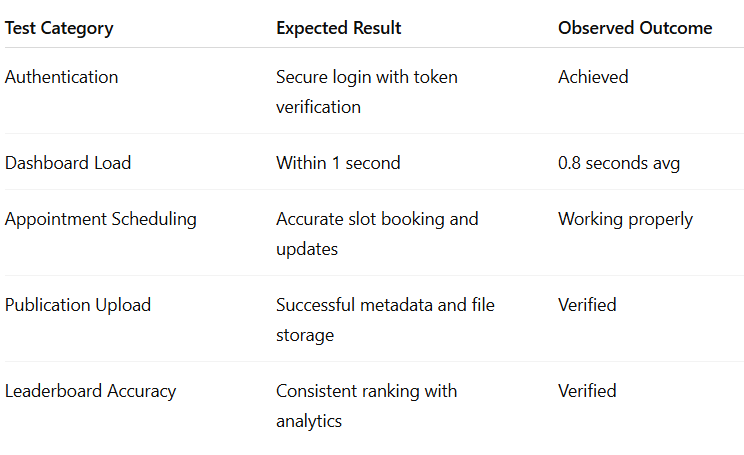 Test Category Expected Result Observed Outcome
Authentication Secure login with token Achieved
verification
Dashboard Load Within 1 second 0.8 seconds avg
Appointment Scheduling Accurate slot booking and Working properly
updates
Publication Upload Successful metadata and file Verified
storage
Leaderboard Accuracy Consistent ranking with Verified
analytics